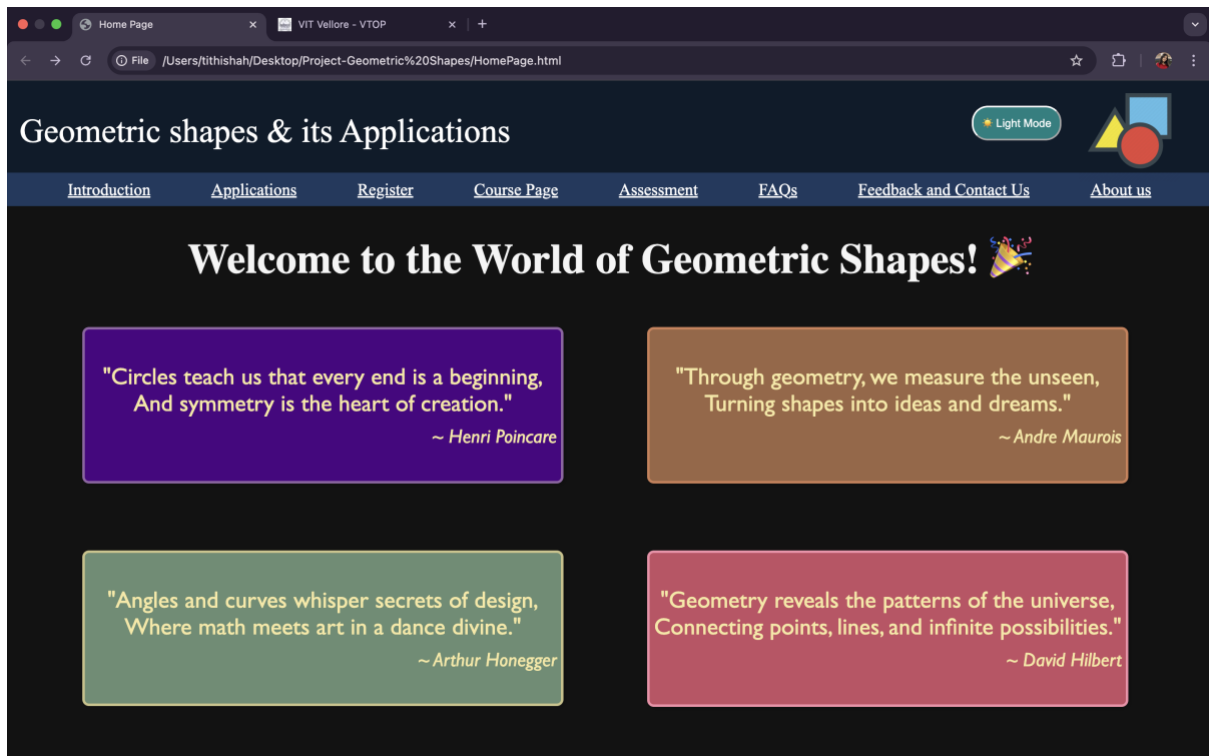 Home Page
VIT Vellore - VTOP
File /Users/tithishah/Desktop/Project-Geometric%20Shapes/HomePage.html
Geometric shapes & its Applications
☀️ Light Mode
Introduction Applications Register Course Page Assessment FAQs Feedback and Contact Us About us
Welcome to the World of Geometric Shapes! 🎉
"Circles teach us that every end is a beginning,
And symmetry is the heart of creation."
~ Henri Poincare
"Through geometry, we measure the unseen,
Turning shapes into ideas and dreams."
~ Andre Maurois
"Angles and curves whisper secrets of design,
Where math meets art in a dance divine."
~ Arthur Honegger
"Geometry reveals the patterns of the universe,
Connecting points, lines, and infinite possibilities."
~ David Hilbert